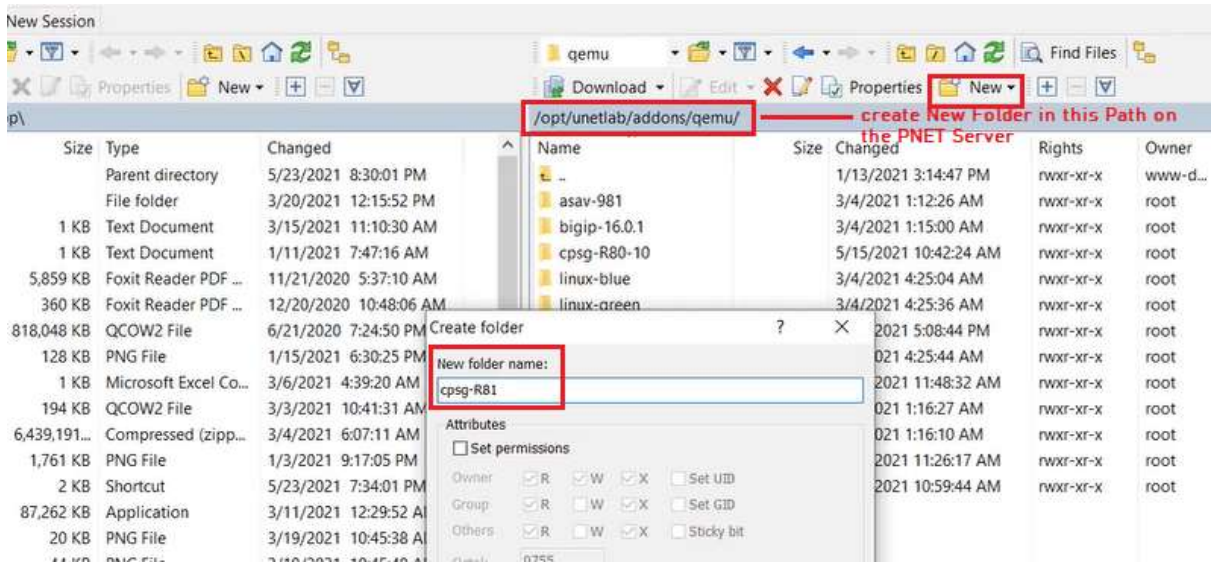 New Session
qemu
Find Files
Properties
New
Download
Edit
Properties
New
p\
/opt/unetlab/addons/qemu/
create New Folder in this Path on
the PNET Server
Size Type Changed
Name Size Changed Rights Owner
Parent directory 5/23/2021 8:30:01 PM
.. 1/13/2021 3:14:47 PM rwxr-xr-x www-d...
File folder 3/20/2021 12:15:52 PM
asav-981 3/4/2021 1:12:26 AM rwxr-xr-x root
1 KB Text Document 3/15/2021 11:10:30 AM
bigip-16.0.1 3/4/2021 1:15:00 AM rwxr-xr-x root
1 KB Text Document 1/11/2021 7:47:16 AM
cpsg-R80-10 5/15/2021 10:42:24 AM rwxr-xr-x root
5,859 KB Foxit Reader PDF ... 11/21/2020 5:37:10 AM
linux-blue 3/4/2021 4:25:04 AM rwxr-xr-x root
360 KB Foxit Reader PDF ... 12/20/2020 10:48:06 AM
linux-green 3/4/2021 4:25:36 AM rwxr-xr-x root
818,048 KB QCOW2 File 6/21/2020 7:24:50 PM
2021 5:08:44 PM rwxr-xr-x root
128 KB PNG File 1/15/2021 6:30:25 PM
021 4:25:44 AM rwxr-xr-x root
1 KB Microsoft Excel Co... 3/6/2021 4:39:20 AM
2021 11:48:32 AM rwxr-xr-x root
194 KB QCOW2 File 3/3/2021 10:41:31 AM
021 1:16:27 AM rwxr-xr-x root
6,439,191... Compressed (zipp... 3/4/2021 6:07:11 AM
021 1:16:10 AM rwxr-xr-x root
1,761 KB PNG File 1/3/2021 9:17:05 PM
2021 11:26:17 AM rwxr-xr-x root
2 KB Shortcut 5/23/2021 7:34:01 PM
2021 10:59:44 AM rwxr-xr-x root
87,262 KB Application 3/11/2021 12:29:52 A
20 KB PNG File 3/19/2021 10:45:38 A
Create folder ?
New folder name:
cpsg-R81
Attributes
Set permissions
Owner R W X Set UID
Group R W X Set GID
Others R W X Sticky bit
0755